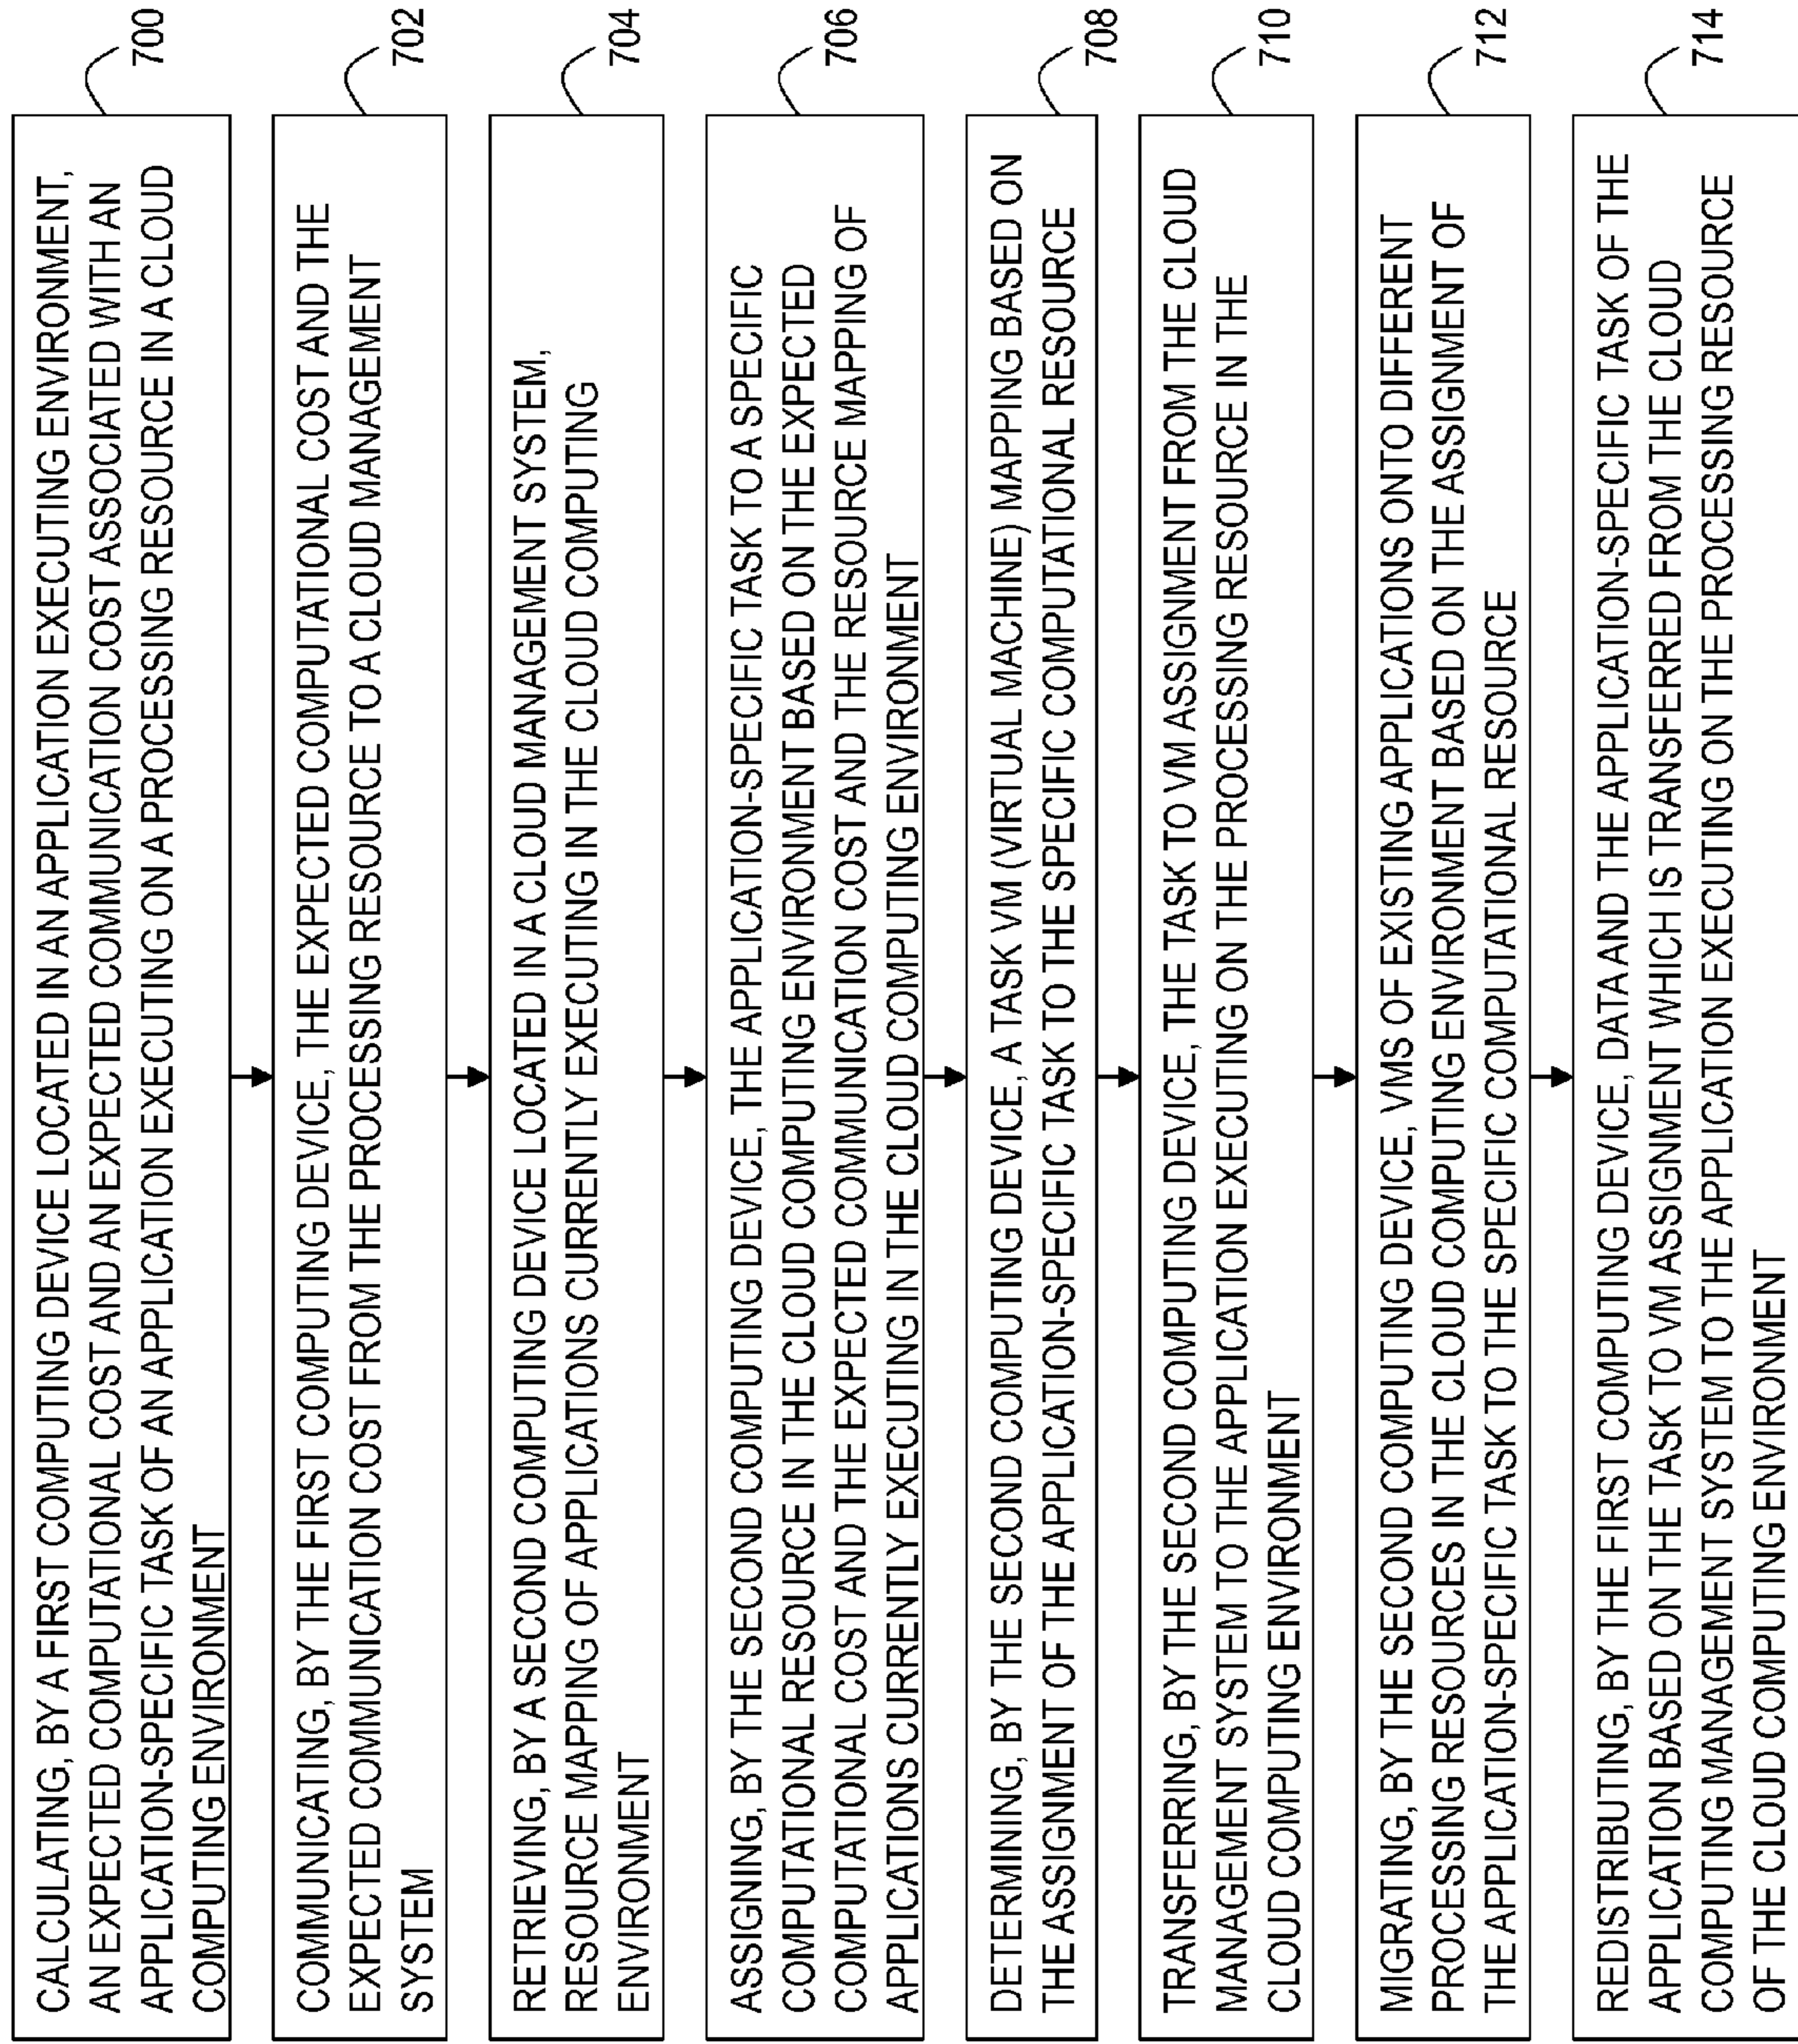 CALCULATING, BY A FIRST COMPUTING DEVICE LOCATED IN AN APPLICATION EXECUTING ENVIRONMENT,
AN EXPECTED COMPUTATIONAL COST AND AN EXPECTED COMMUNICATION COST ASSOCIATED WITH AN
APPLICATION-SPECIFIC TASK OF AN APPLICATION EXECUTING ON A PROCESSING RESOURCE IN A CLOUD
COMPUTING ENVIRONMENT
700
COMMUNICATING, BY THE FIRST COMPUTING DEVICE, THE EXPECTED COMPUTATIONAL COST AND THE
EXPECTED COMMUNICATION COST FROM THE PROCESSING RESOURCE TO A CLOUD MANAGEMENT
SYSTEM
702
RETRIEVING, BY A SECOND COMPUTING DEVICE LOCATED IN A CLOUD MANAGEMENT SYSTEM,
RESOURCE MAPPING OF APPLICATIONS CURRENTLY EXECUTING IN THE CLOUD COMPUTING
ENVIRONMENT
704
ASSIGNING, BY THE SECOND COMPUTING DEVICE, THE APPLICATION-SPECIFIC TASK TO A SPECIFIC
COMPUTATIONAL RESOURCE IN THE CLOUD COMPUTING ENVIRONMENT BASED ON THE EXPECTED
COMPUTATIONAL COST AND THE EXPECTED COMMUNICATION COST AND THE RESOURCE MAPPING OF
APPLICATIONS CURRENTLY EXECUTING IN THE CLOUD COMPUTING ENVIRONMENT
706
DETERMINING, BY THE SECOND COMPUTING DEVICE, A TASK VM (VIRTUAL MACHINE) MAPPING BASED ON
THE ASSIGNMENT OF THE APPLICATION-SPECIFIC TASK TO THE SPECIFIC COMPUTATIONAL RESOURCE
708
TRANSFERRING, BY THE SECOND COMPUTING DEVICE, THE TASK TO VM ASSIGNMENT FROM THE CLOUD
MANAGEMENT SYSTEM TO THE APPLICATION EXECUTING ON THE PROCESSING RESOURCE IN THE
CLOUD COMPUTING ENVIRONMENT
710
MIGRATING, BY THE SECOND COMPUTING DEVICE, VMS OF EXISTING APPLICATIONS ONTO DIFFERENT
PROCESSING RESOURCES IN THE CLOUD COMPUTING ENVIRONMENT BASED ON THE ASSIGNMENT OF
THE APPLICATION-SPECIFIC TASK TO THE SPECIFIC COMPUTATIONAL RESOURCE
712
REDISTRIBUTING, BY THE FIRST COMPUTING DEVICE, DATA AND THE APPLICATION-SPECIFIC TASK OF THE
APPLICATION BASED ON THE TASK TO VM ASSIGNMENT WHICH IS TRANSFERRED FROM THE CLOUD
COMPUTING MANAGEMENT SYSTEM TO THE APPLICATION EXECUTING ON THE PROCESSING RESOURCE
OF THE CLOUD COMPUTING ENVIRONMENT
714